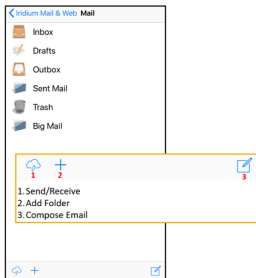 Iridium Mail & Web Mail
Inbox
Drafts
Outbox
Sent Mail
Trash
Big Mail
1 2 3
1.Send/Receive
2.Add Folder
3.Compose Email